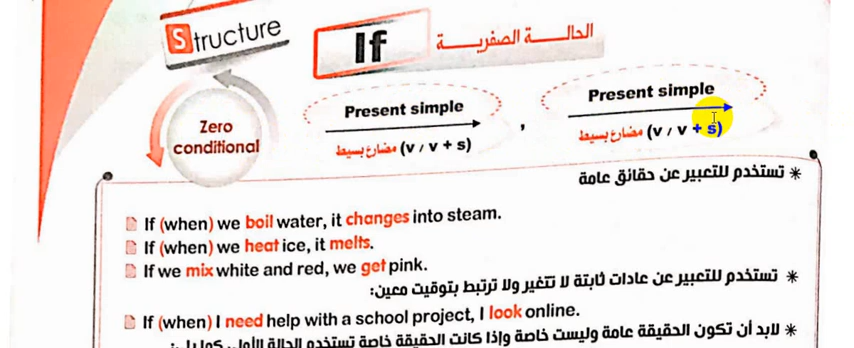 Structure
If الحالـــــة الصفريـــــة
Zero conditional
Present simple , Present simple
مضارع بسيط (v / v + s) مضارع بسيط (v / v + s)
* تستخدم للتعبير عن حقائق عامة
If (when) we boil water, it changes into steam.
If (when) we heat ice, it melts.
If we mix white and red, we get pink.
* تستخدم للتعبير عن عادات ثابتة لا تتغير ولا ترتبط بتوقيت معين:
If (when) I need help with a school project, I look online.
* لابد أن تكون الحقيقة عامة وليست خاصة وإذا كانت الحقيقة خاصة تستخدم الحالة الأولى كما يلى: